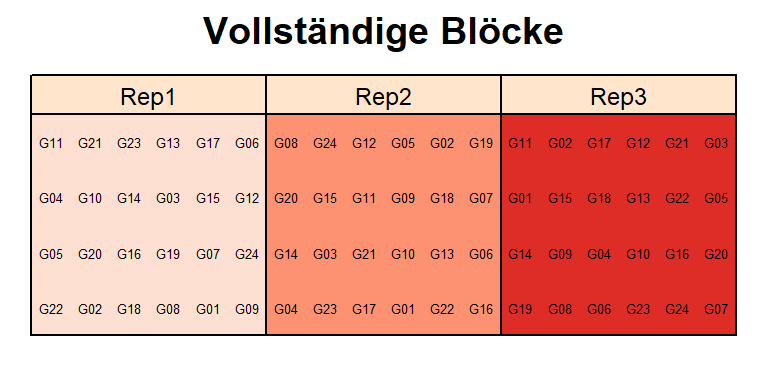 Vollständige Blöcke
Rep1 Rep2 Rep3
G11 G21 G23 G13 G17 G06 G08 G24 G12 G05 G02 G19 G11 G02 G17 G12 G21 G03
G04 G10 G14 G03 G15 G12 G20 G15 G11 G09 G18 G07 G01 G15 G18 G13 G22 G05
G05 G20 G16 G19 G07 G24 G14 G03 G21 G10 G13 G06 G14 G09 G04 G10 G16 G20
G22 G02 G18 G08 G01 G09 G04 G23 G17 G01 G22 G16 G19 G08 G06 G23 G24 G07